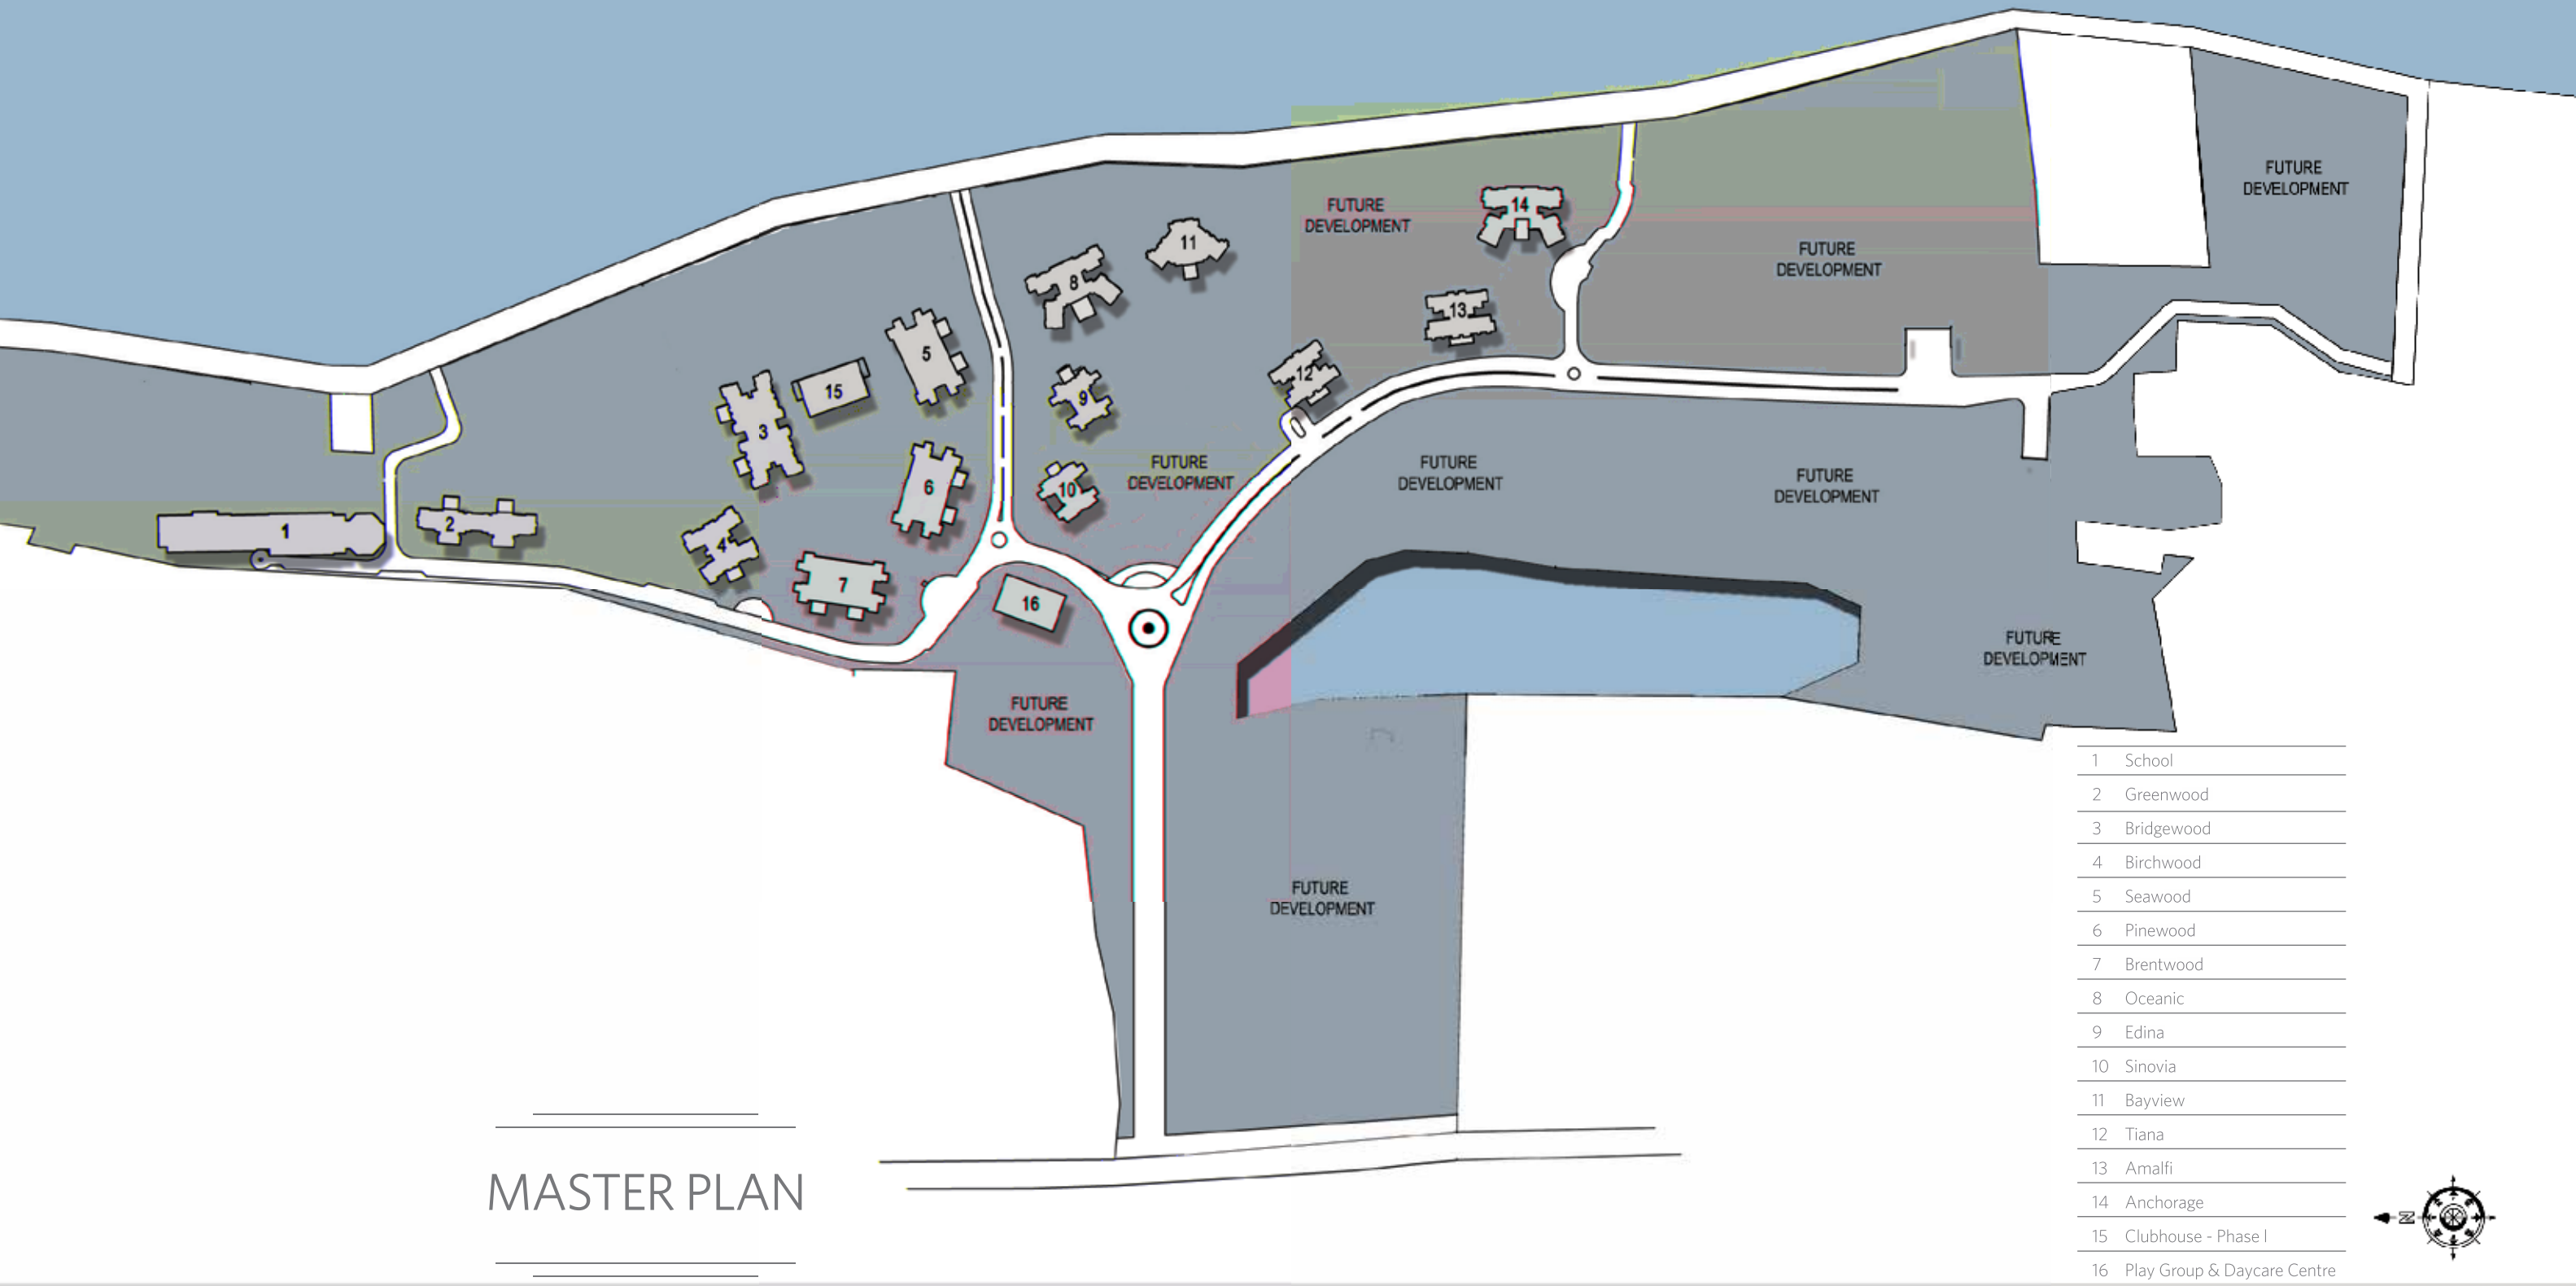 FUTURE
DEVELOPMENT
FUTURE
DEVELOPMENT
14
11
FUTURE
DEVELOPMENT
8
13
5
12
15
9
3
FUTURE
DEVELOPMENT
FUTURE
DEVELOPMENT
FUTURE
DEVELOPMENT
6
10
2
1
4
7
16
FUTURE
DEVELOPMENT
FUTURE
DEVELOPMENT
FUTURE
DEVELOPMENT
1 School
2 Greenwood
3 Bridgewood
4 Birchwood
5 Seawood
6 Pinewood
7 Brentwood
8 Oceanic
9 Edina
10 Sinovia
11 Bayview
12 Tiana
13 Amalfi
14 Anchorage
15 Clubhouse - Phase I
16 Play Group & Daycare Centre
MASTER PLAN
N